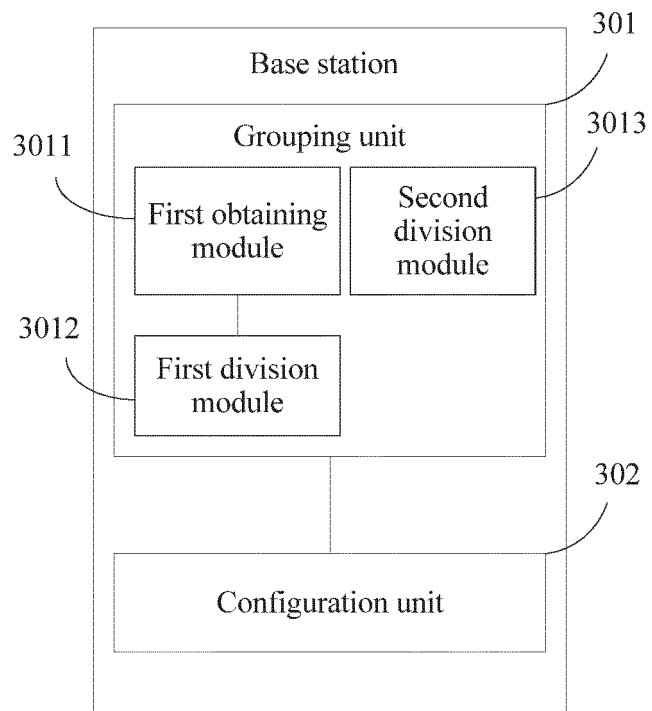 301
Base station
Grouping unit
3011
3013
First obtaining
module
Second
division
module
3012
First division
module
302
Configuration unit